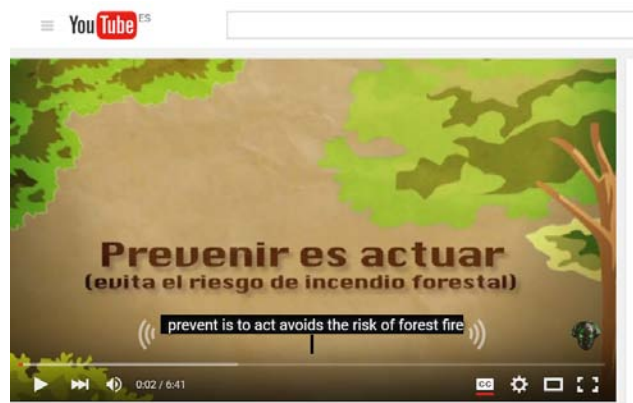 YouTube ES
Prevenir es actuar
(evita el riesgo de incendio forestal)
prevent is to act avoids the risk of forest fire
0:02 / 6:41
CC